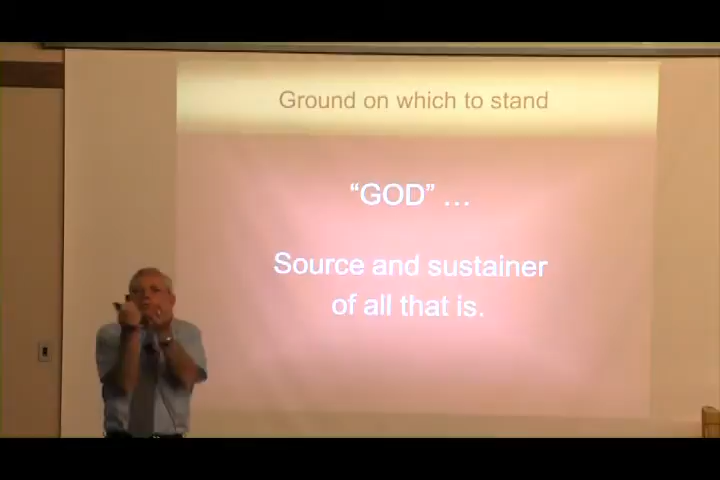 Ground on which to stand
“GOD” ...
Source and sustainer
of all that is.